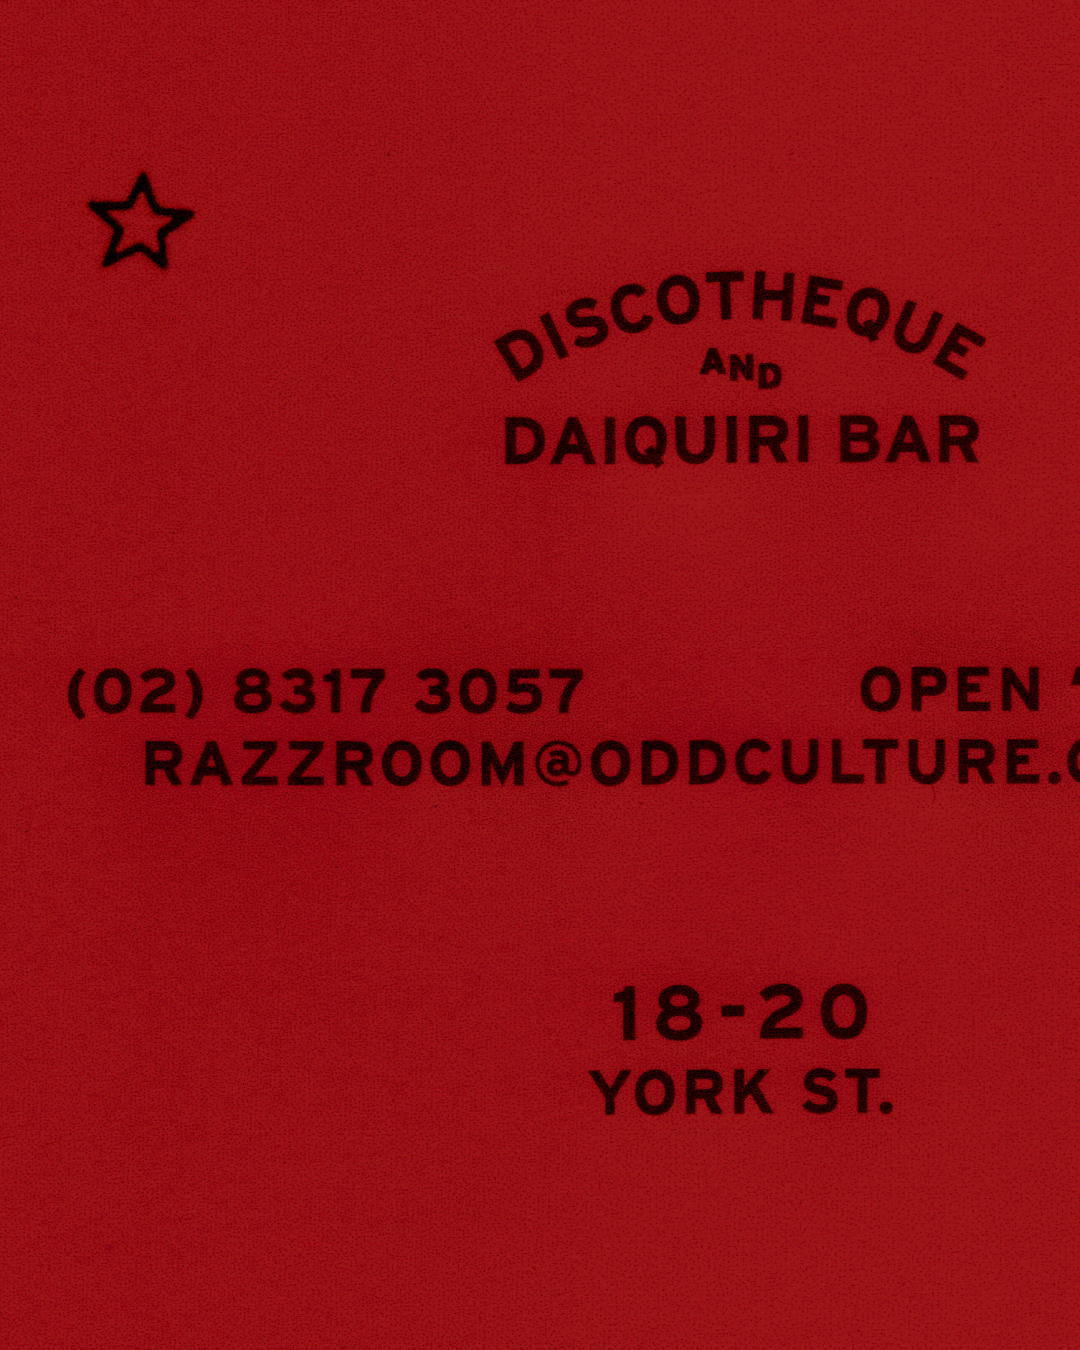 DISCOTHEQUE
AND
DAIQUIRI BAR
(02) 8317 3057 OPEN
RAZZROOM@ODDCULTURE.
18-20
YORK ST.